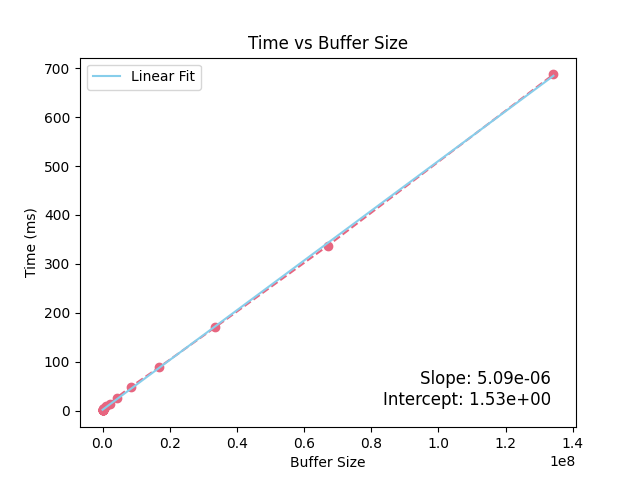 Time vs Buffer Size
Linear Fit
700
600
500
400
300
200
100
0
Time (ms)
Slope: 5.09e-06
Intercept: 1.53e+00
0.0 0.2 0.4 0.6 0.8 1.0 1.2 1.4
1e8
Buffer Size